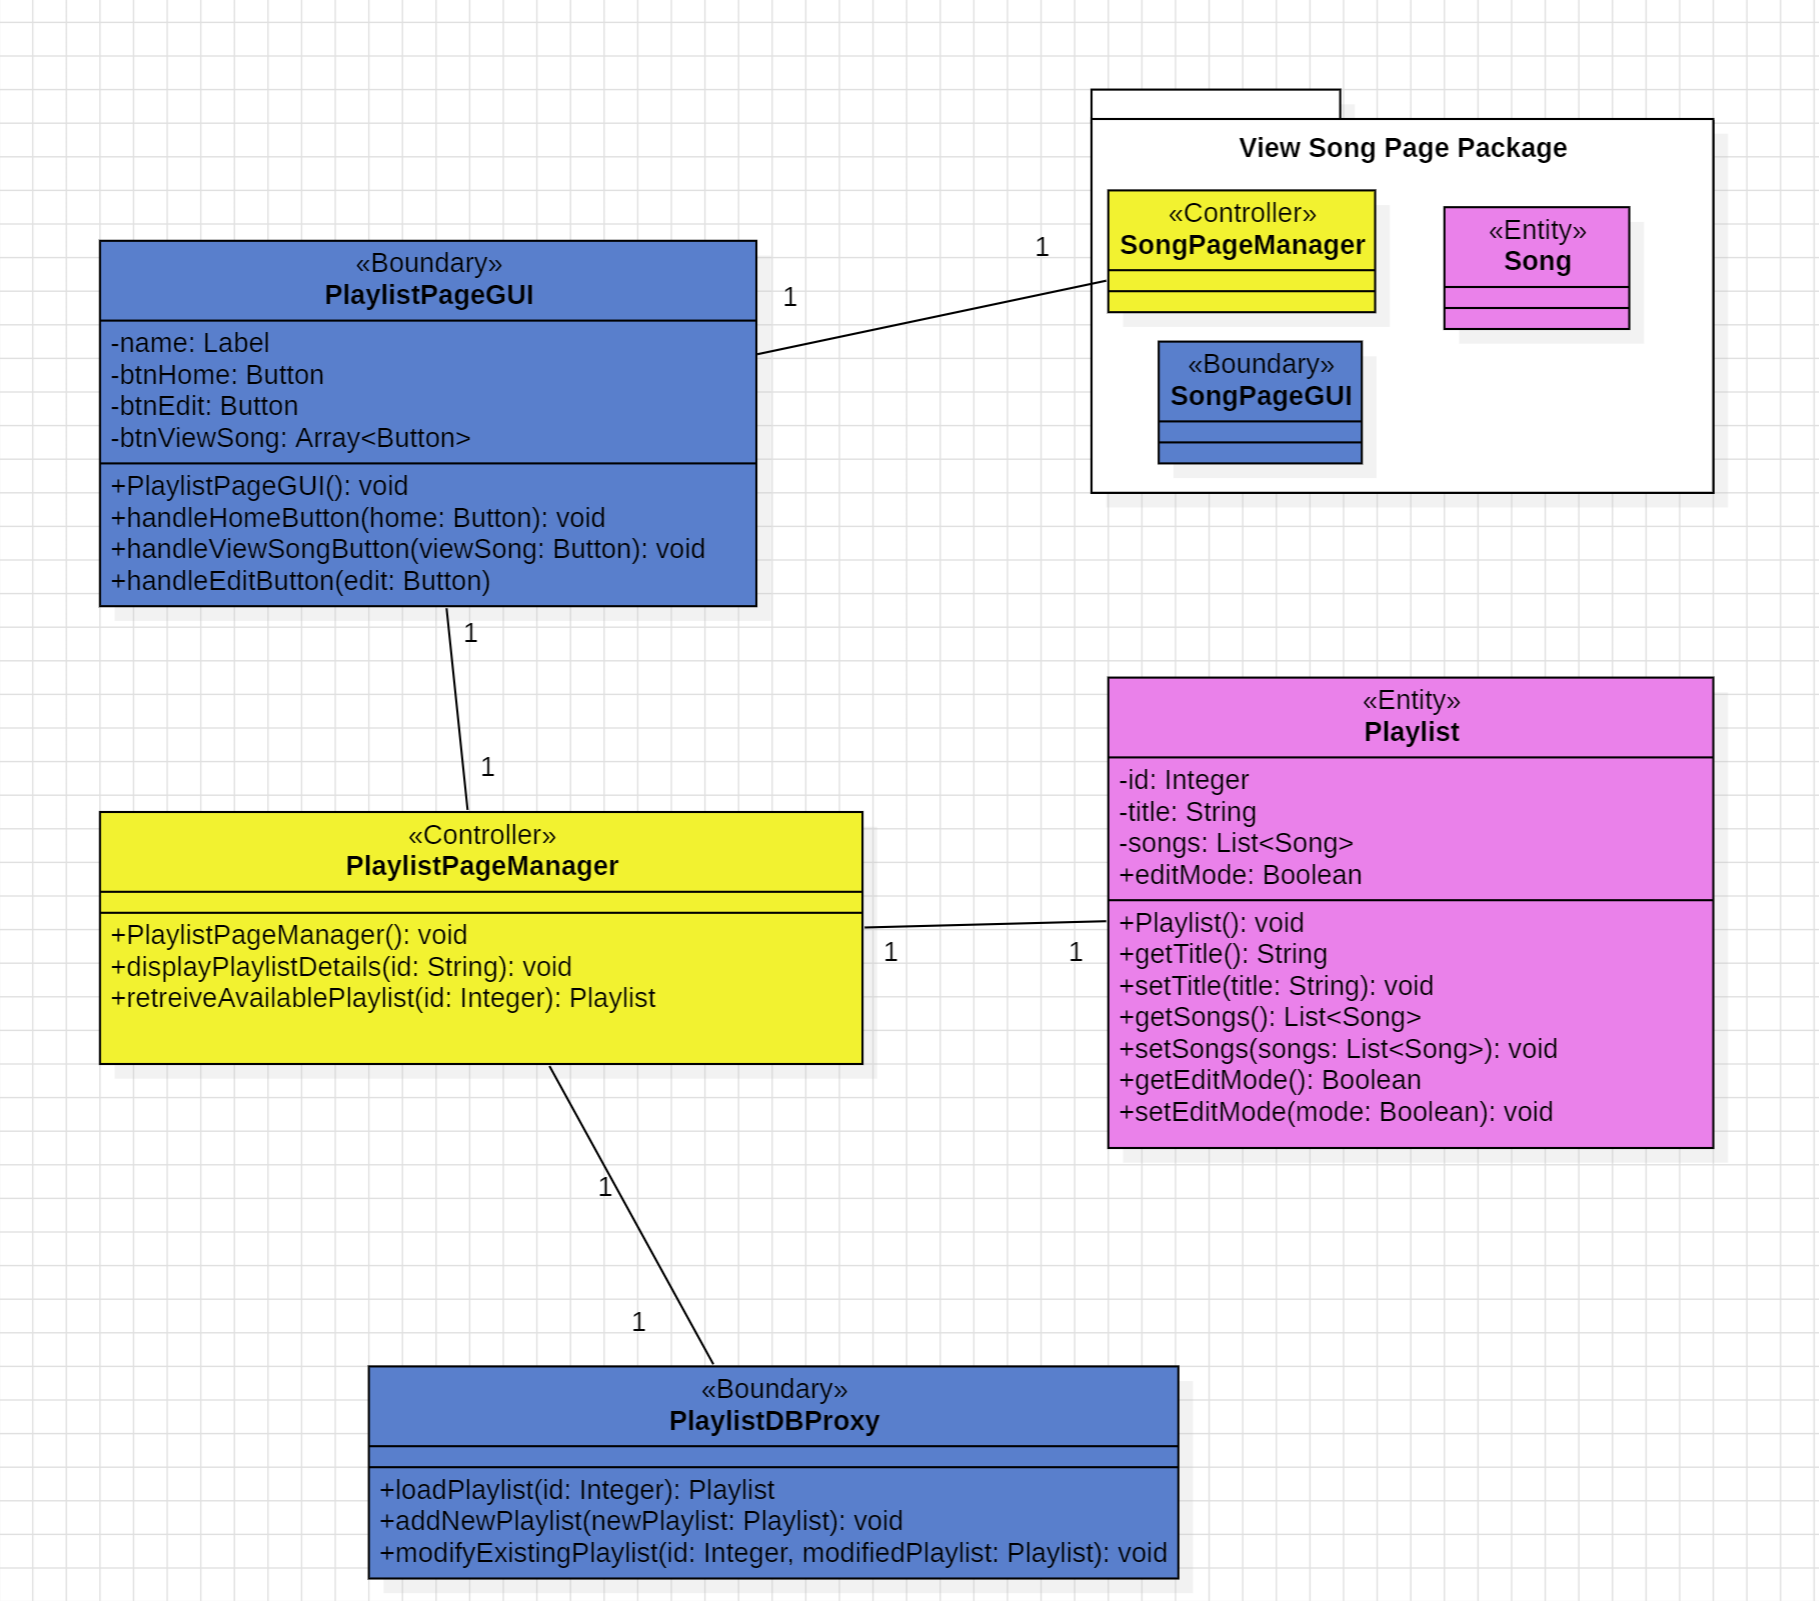 View Song Page Package
«Controller»
SongPageManager
«Entity»
Song
«Boundary»
SongPageGUI
«Boundary»
PlaylistPageGUI
-name: Label
-btnHome: Button
-btnEdit: Button
-btnViewSong: Array<Button>
+PlaylistPageGUI(): void
+handleHomeButton(home: Button): void
+handleViewSongButton(viewSong: Button): void
+handleEditButton(edit: Button)
1
1
1
1
«Controller»
PlaylistPageManager
+PlaylistPageManager(): void
+displayPlaylistDetails(id: String): void
+retreiveAvailablePlaylist(id: Integer): Playlist
1
1
«Entity»
Playlist
-id: Integer
-title: String
-songs: List<Song>
+editMode: Boolean
+Playlist(): void
+getTitle(): String
+setTitle(title: String): void
+getSongs(): List<Song>
+setSongs(songs: List<Song>): void
+getEditMode(): Boolean
+setEditMode(mode: Boolean): void
1
1
«Boundary»
PlaylistDBProxy
+loadPlaylist(id: Integer): Playlist
+addNewPlaylist(newPlaylist: Playlist): void
+modifyExistingPlaylist(id: Integer, modifiedPlaylist: Playlist): void